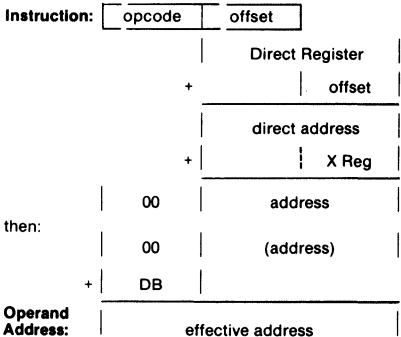 Instruction: opcode offset
Direct Register
+ offset
direct address
+ X Reg
00 address
then:
00 (address)
+ DB
Operand
Address: effective address